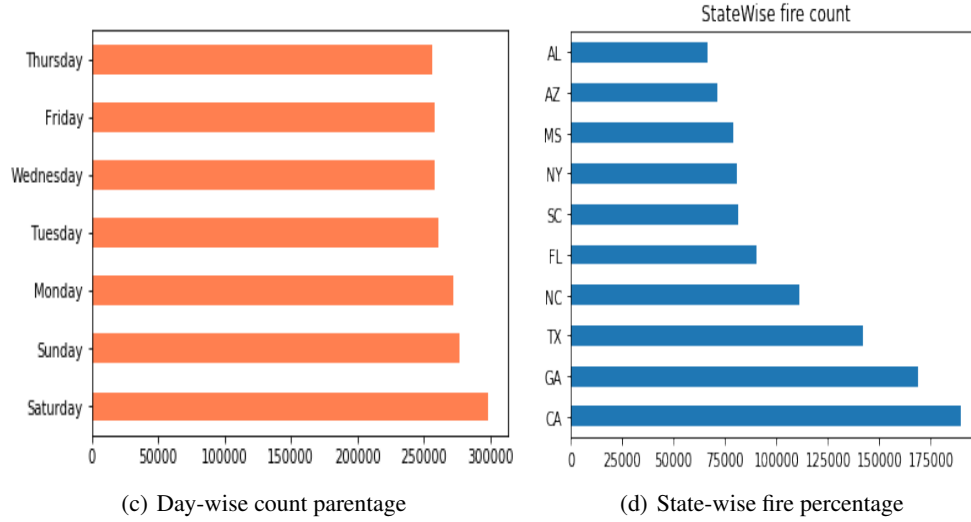 StateWise fire count
Thursday
Friday
Wednesday
Tuesday
Monday
Sunday
Saturday
0 50000 100000 150000 200000 250000 300000
(c) Day-wise count parentage
AL
AZ
MS
NY
SC
FL
NC
TX
GA
CA
0 25000 50000 75000 100000 125000 150000 175000
(d) State-wise fire percentage